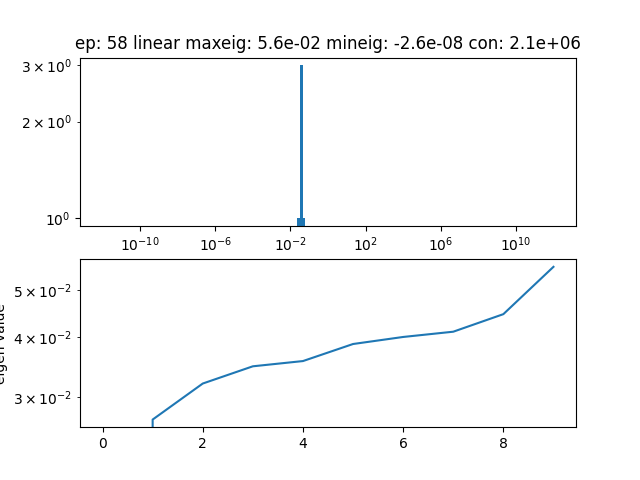 ep: 58 linear maxeig: 5.6e-02 mineig: -2.6e-08 con: 2.1e+06
3 × 10⁰
2 × 10⁰
10⁰
10⁻¹⁰ 10⁻⁶ 10⁻² 10² 10⁶ 10¹⁰
eigen value
5 × 10⁻²
4 × 10⁻²
3 × 10⁻²
0 2 4 6 8